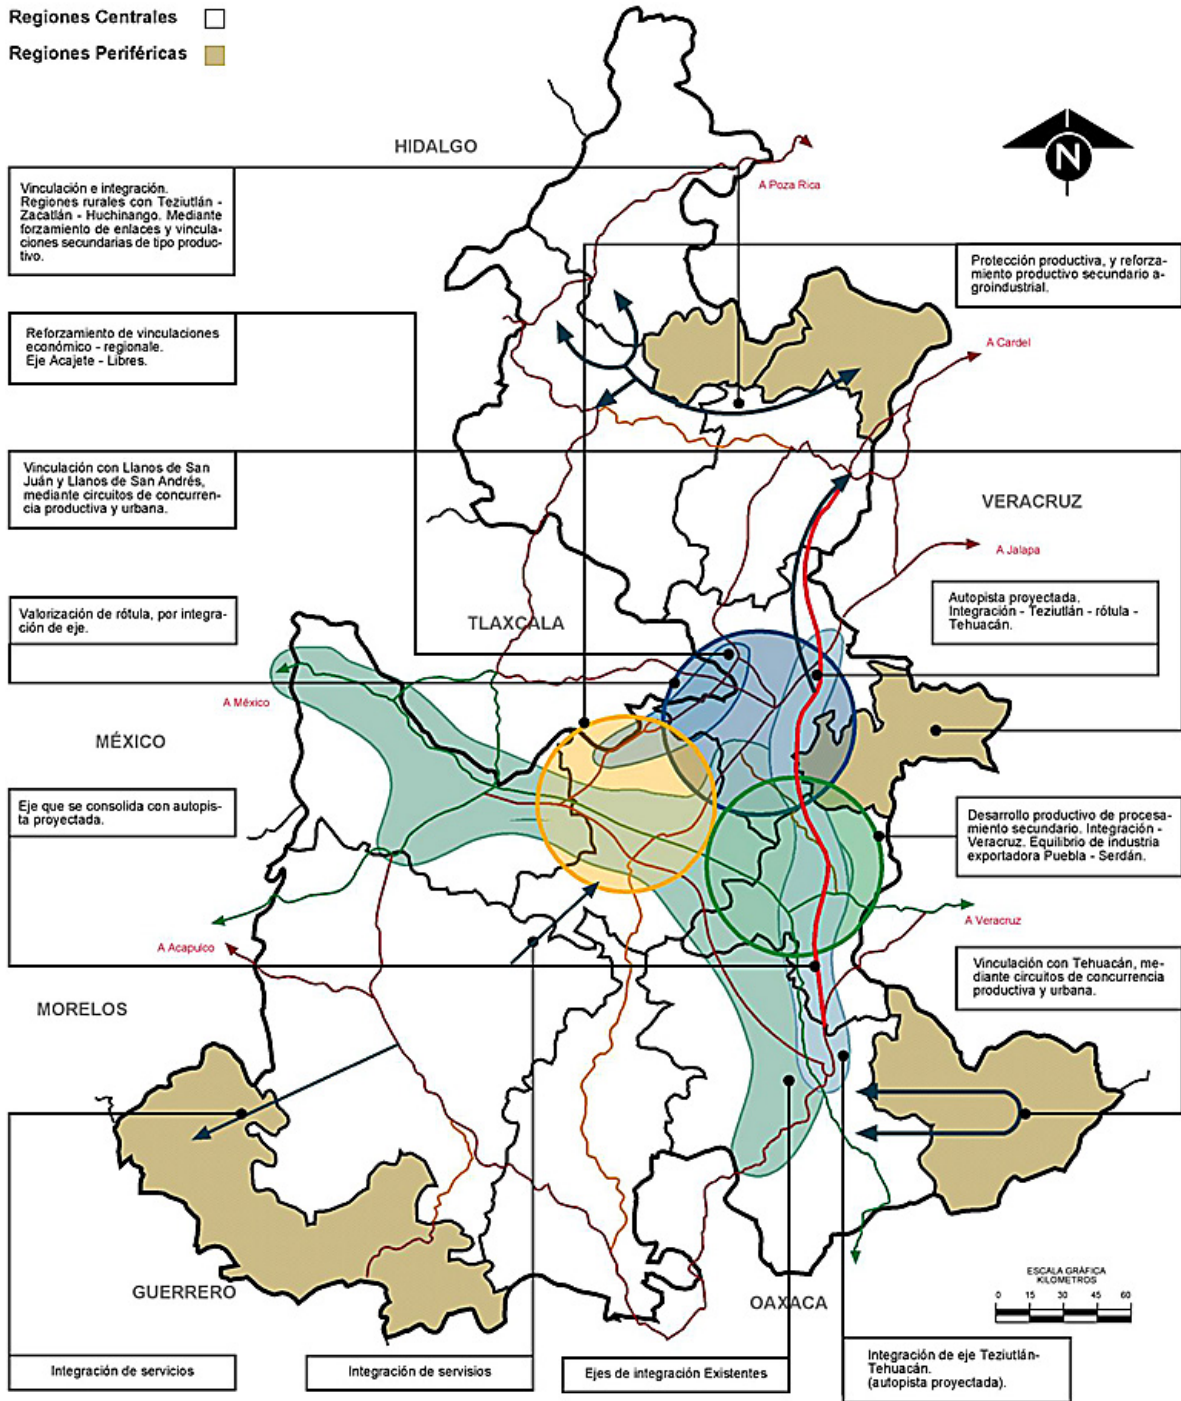 Regiones Centrales
Regiones Periféricas
HIDALGO
A Poza Rica
N
Vinculación e integración.
Regiones rurales con Teziutlán -
Zacatlán - Huchinango. Mediante
forzamiento de enlaces y vincula-
ciones secundarias de tipo produc-
tivo.
Protección productiva, y reforza-
miento productivo secundario a-
groindustrial.
Reforzamiento de vinculaciones
económico - regionale.
Eje Acajete - Libres.
A Cardel
Vinculación con Llanos de San
Juán y Llanos de San Andrés,
mediante circuitos de concurren-
cia productiva y urbana.
VERACRUZ
A Jalapa
Valorización de rótula, por integra-
ción de eje.
TLAXCALA
Autopista proyectada.
Integración - Teziutlán - rótula -
Tehuacán.
A México
MÉXICO
Eje que se consolida con autopis-
ta proyectada.
Desarrollo productivo de procesa-
miento secundario. Integración -
Veracruz. Equilibrio de industria
exportadora Puebla - Serdán.
A Veracruz
A Acapulco
Vinculación con Tehuacán, me-
diante circuitos de concurrencia
productiva y urbana.
MORELOS
GUERRERO
OAXACA
ESCALA GRÁFICA
KILOMETROS
0 15 30 45 60
Integración de servicios
Integración de servisios
Ejes de integración Existentes
Integración de eje Teziutlán-
Tehuacán.
(autopista proyectada).